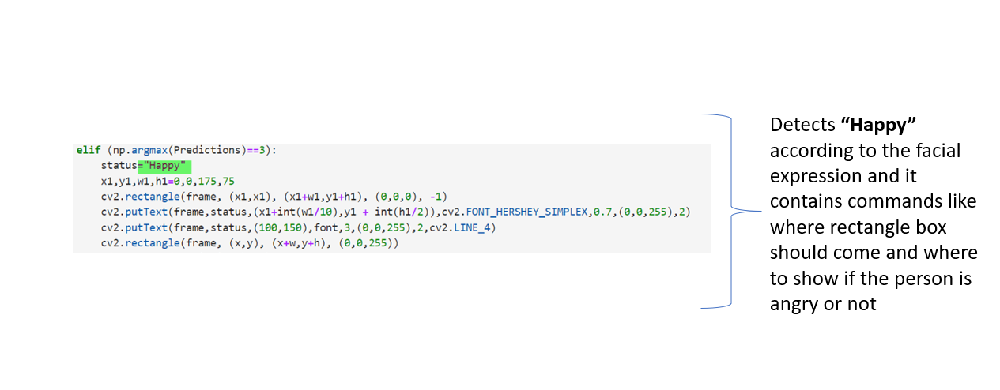 elif (np.argmax(Predictions)==3):
status="Happy"
x1,y1,w1,h1=0,0,175,75
cv2.rectangle(frame, (x1,x1), (x1+w1,y1+h1), (0,0,0), -1)
cv2.putText(frame,status,(x1+int(w1/10),y1 + int(h1/2)),cv2.FONT_HERSHEY_SIMPLEX,0.7,(0,0,255),2)
cv2.putText(frame,status,(100,150),font,3,(0,0,255),2,cv2.LINE_4)
cv2.rectangle(frame, (x,y), (x+w,y+h), (0,0,255))
Detects “Happy”
according to the facial
expression and it
contains commands like
where rectangle box
should come and where
to show if the person is
angry or not